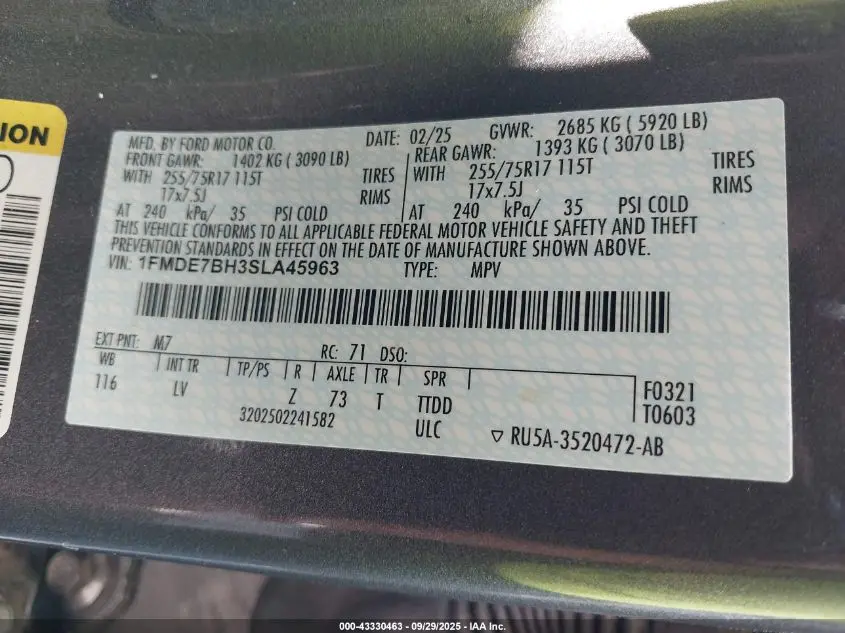 ION
MFD. BY FORD MOTOR CO.
DATE: 02/25 GVWR: 2685 KG ( 5920 LB)
FRONT GAWR: 1402 KG ( 3090 LB) REAR GAWR: 1393 KG ( 3070 LB)
WITH 255/75R17 115T TIRES WITH 255/75R17 115T TIRES
17x7.5J RIMS 17x7.5J RIMS
AT 240 kPa/ 35 PSI COLD AT 240 kPa/ 35 PSI COLD
THIS VEHICLE CONFORMS TO ALL APPLICABLE FEDERAL MOTOR VEHICLE SAFETY AND THEFT
PREVENTION STANDARDS IN EFFECT ON THE DATE OF MANUFACTURE SHOWN ABOVE.
VIN: 1FMDE7BH3SLA45963 TYPE: MPV
EXT PNT: M7 RC: 71 DSO:
WB INT TR TP/PS R AXLE TR SPR
116 LV Z 73 T TTDD
ULC
F0321
T0603
3202502241582
▽ RU5A-3520472-AB
000-43330463 - 09/29/2025 - IAA Inc.